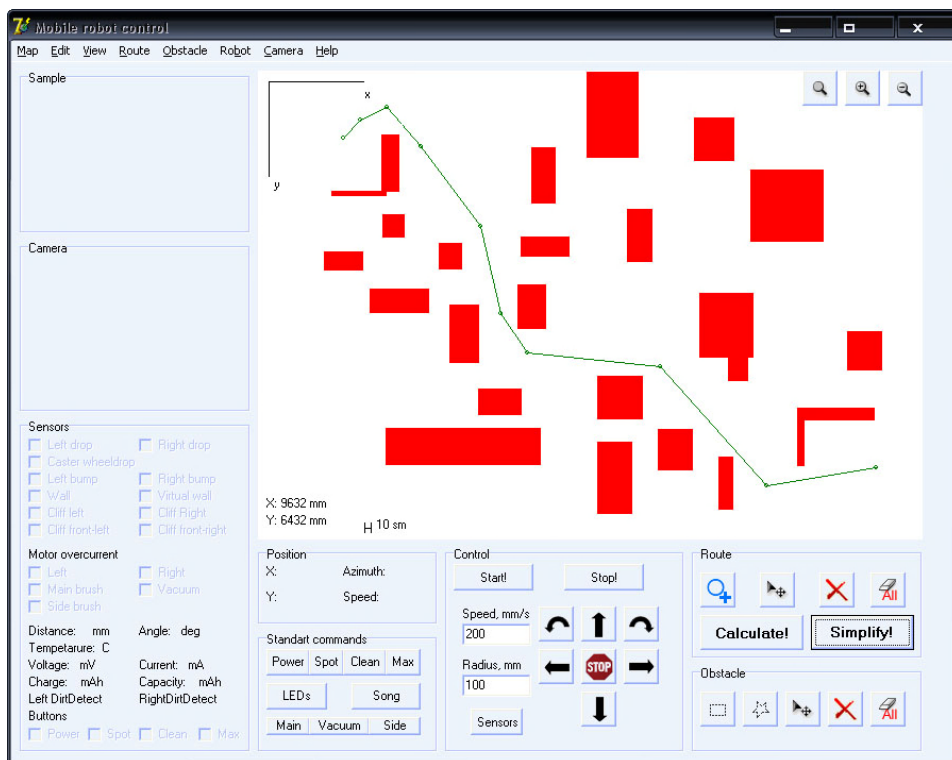 Mobile robot control
Map Edit View Route Obstacle Robot Camera Help
Sample
x
y
Camera
Sensors
Left drop Right drop
Caster wheeldrop
Left bump Right bump
Wall Virtual wall
Cliff left Cliff Right
Cliff front-left Cliff front-right
Motor overcurrent
Left Right
Main brush Vacuum
Side brush
Distance: mm Angle: deg
Tempetarure: C
Voltage: mV Current: mA
Charge: mAh Capacity: mAh
Left DirtDetect RightDirtDetect
Buttons
Power Spot Clean Max
X: 9632 mm
Y: 6432 mm
H 10 sm
Position
X: Azimuth:
Y: Speed:
Standart commands
Power Spot Clean Max
LEDs Song
Main Vacuum Side
Control
Start! Stop!
Speed, mm/s
200
Radius, mm
100
STOP
Sensors
Route
All
Calculate! Simplify!
Obstacle
All